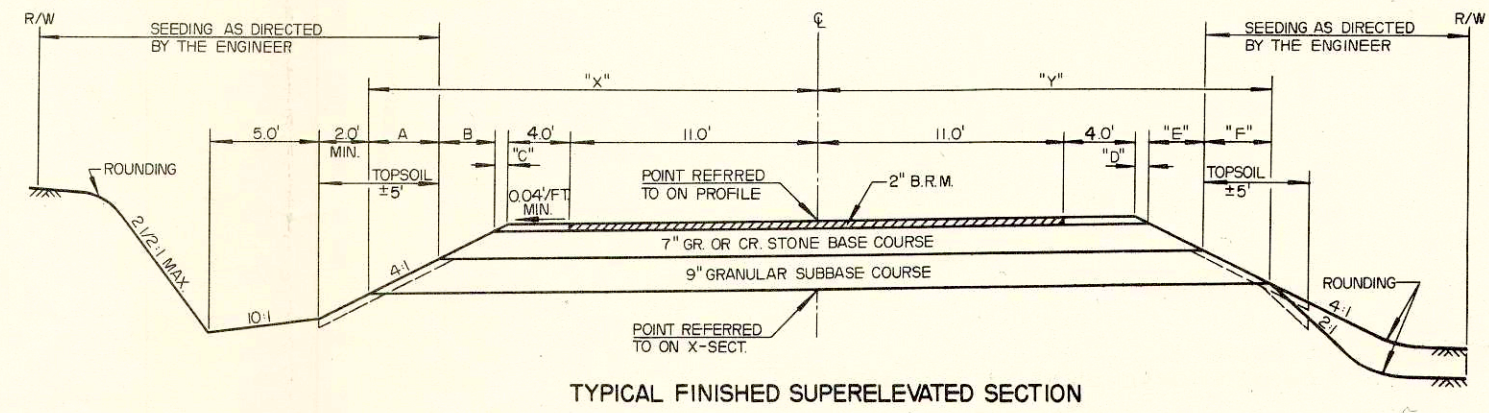 R/W
SEEDING AS DIRECTED
BY THE ENGINEER
℄
SEEDING AS DIRECTED
BY THE ENGINEER
R/W
"X"
"Y"
5.0'
2.0'
MIN.
A
B
"C"
4.0'
11.0'
11.0'
4.0'
"D"
"E"
"F"
ROUNDING
TOPSOIL
±5'
0.04'/FT.
MIN.
POINT REFRRED
TO ON PROFILE
2" B.R.M.
TOPSOIL
±5'
2 1/2:1 MAX.
10:1
4:1
7" GR. OR CR. STONE BASE COURSE
9" GRANULAR SUBBASE COURSE
POINT REFERRED
TO ON X-SECT.
ROUNDING
4:1
2:1
TYPICAL FINISHED SUPERELEVATED SECTION